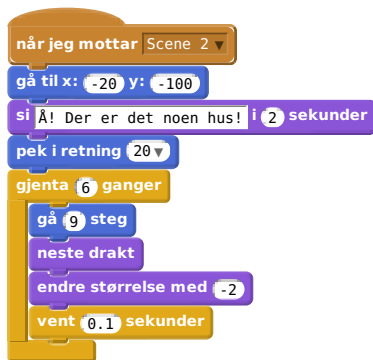 når jeg mottar Scene 2
gå til x: -20 y: -100
si Å! Der er det noen hus! i 2 sekunder
pek i retning 20
gjenta 6 ganger
gå 9 steg
neste drakt
endre størrelse med -2
vent 0.1 sekunder